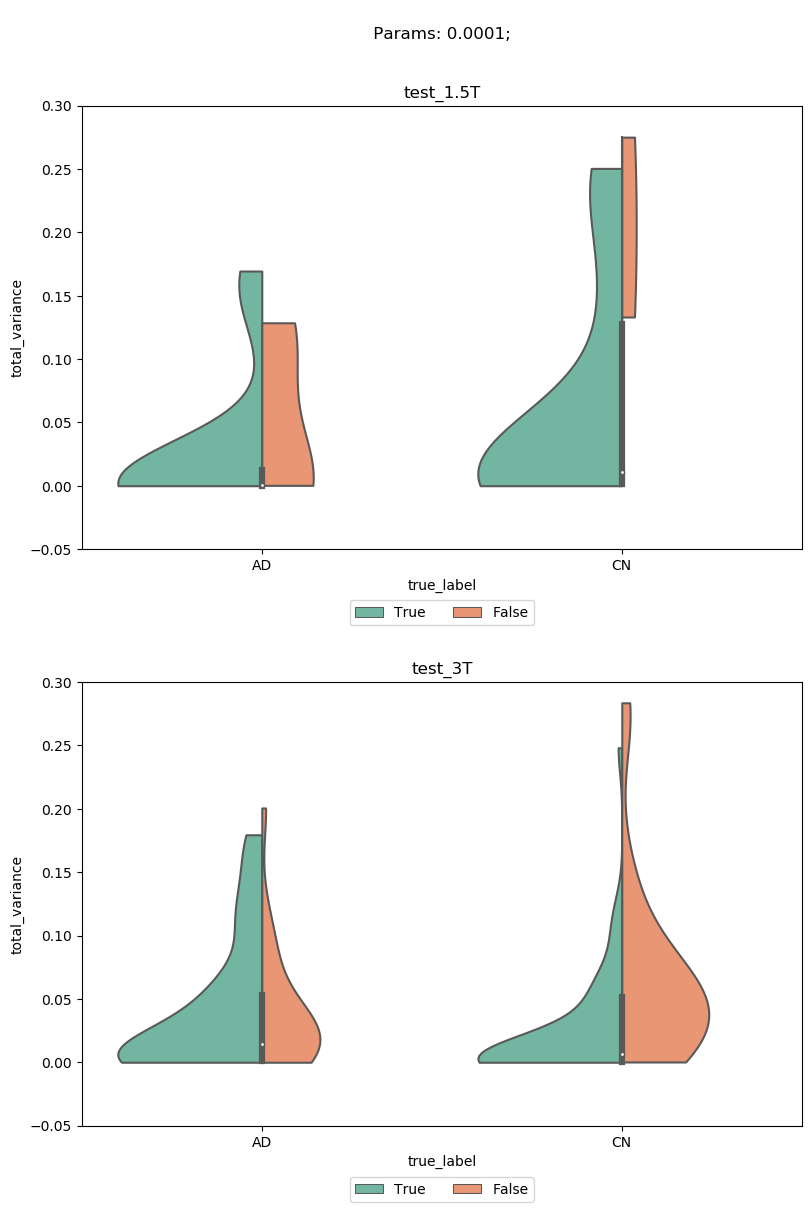 Params: 0.0001;
test_1.5T
0.30
0.25
0.20
0.15
0.10
0.05
0.00
−0.05
total_variance
AD CN
true_label
True False
test_3T
0.30
0.25
0.20
0.15
0.10
0.05
0.00
−0.05
total_variance
AD CN
true_label
True False